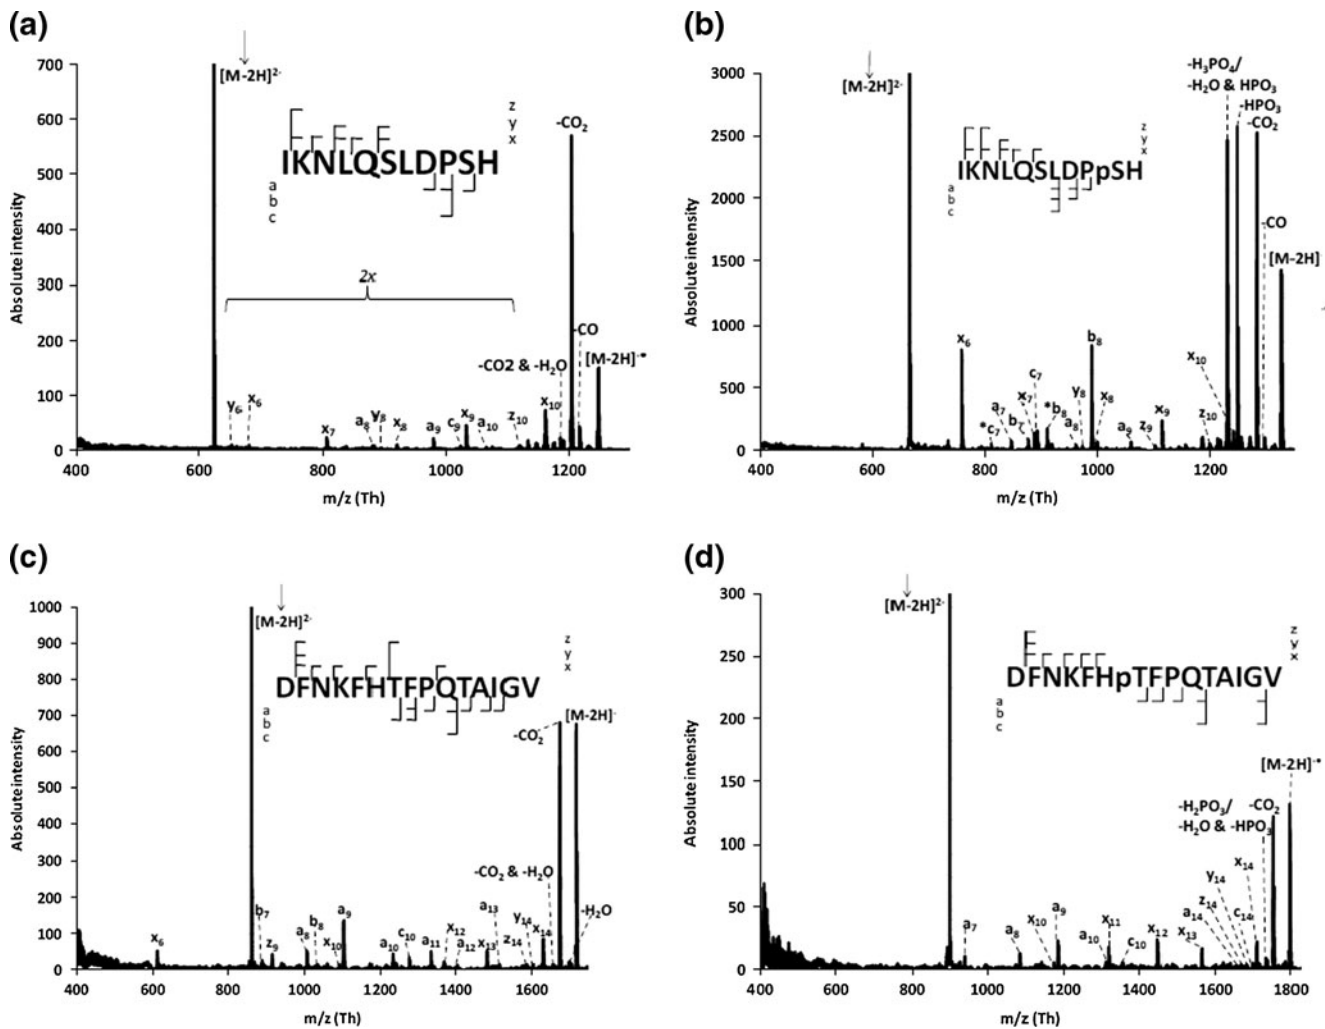 (a)
Absolute intensity
700
600
500
400
300
200
100
0
[M-2H]²⁻
z
y
x
IKNLQSLDPSH
a
b
c
2x
-CO₂
-CO
[M-2H]⁻•
-CO2 & -H₂O
y₆
x₆
x₇
a₈
y₈
x₈
a₉
c₉
x₉
a₁₀
z₁₀
x₁₀
400 600 800 1000 1200
m/z (Th)
(b)
Absolute intensity
3000
2500
2000
1500
1000
500
0
[M-2H]²⁻
-H₃PO₄/
-H₂O & HPO₃
-HPO₃
-CO₂
z
y
x
IKNLQSLDPpSH
a
b
c
-CO
[M-2H]
x₆
*c₇
a₇
b₇
x₇
c₇
*b₈
a₈
b₈
y₈
x₈
a₉
z₉
x₉
z₁₀
x₁₀
400 600 800 1000 1200
m/z (Th)
(c)
Absolute intensity
1000
900
800
700
600
500
400
300
200
100
0
[M-2H]²⁻
z
y
x
DFNKFHTFPQTAIGV
a
b
c
[M-2H]⁻
-CO₂
-CO₂ & -H₂O
-H₂O
x₆
b₇
z₉
a₈
b₈
x₁₀
a₉
a₁₀
c₁₀
a₁₁
x₁₂
a₁₂
x₁₃
a₁₃
z₁₄
y₁₄
x₁₄
400 600 800 1000 1200 1400 1600
m/z (Th)
(d)
Absolute intensity
300
250
200
150
100
50
0
[M-2H]²⁻
z
y
x
DFNKFHpTFPQTAIGV
a
b
c
[M-2H]⁻•
-H₂PO₃/
-H₂O & -HPO₃
-CO₂
a₇
a₈
x₁₀
a₉
a₁₀
x₁₁
c₁₀
x₁₂
x₁₃
a₁₄
z₁₄
y₁₄
c₁₄
x₁₄
400 600 800 1000 1200 1400 1600 1800
m/z (Th)